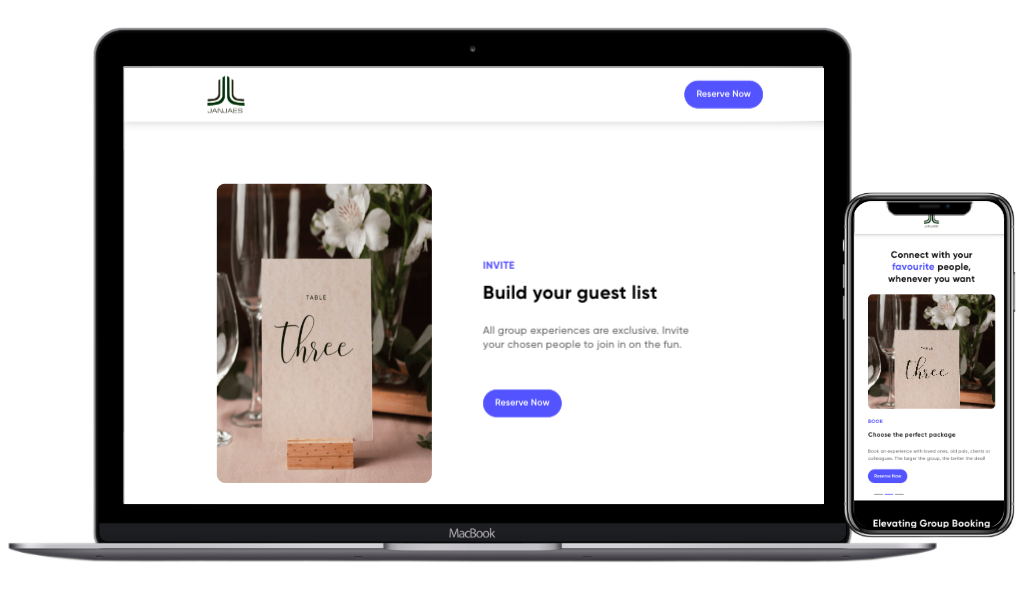 JANJAES
Reserve Now
TABLE
three
INVITE
Build your guest list
All group experiences are exclusive. Invite
your chosen people to join in on the fun.
Reserve Now
MacBook
JANJAES
Connect with your
favourite people,
whenever you want
TABLE
three
BOOK
Choose the perfect package
Book an experience with loved ones, old pals, clients or
colleagues. The larger the group, the better the deal!
Reserve Now
Elevating Group Booking